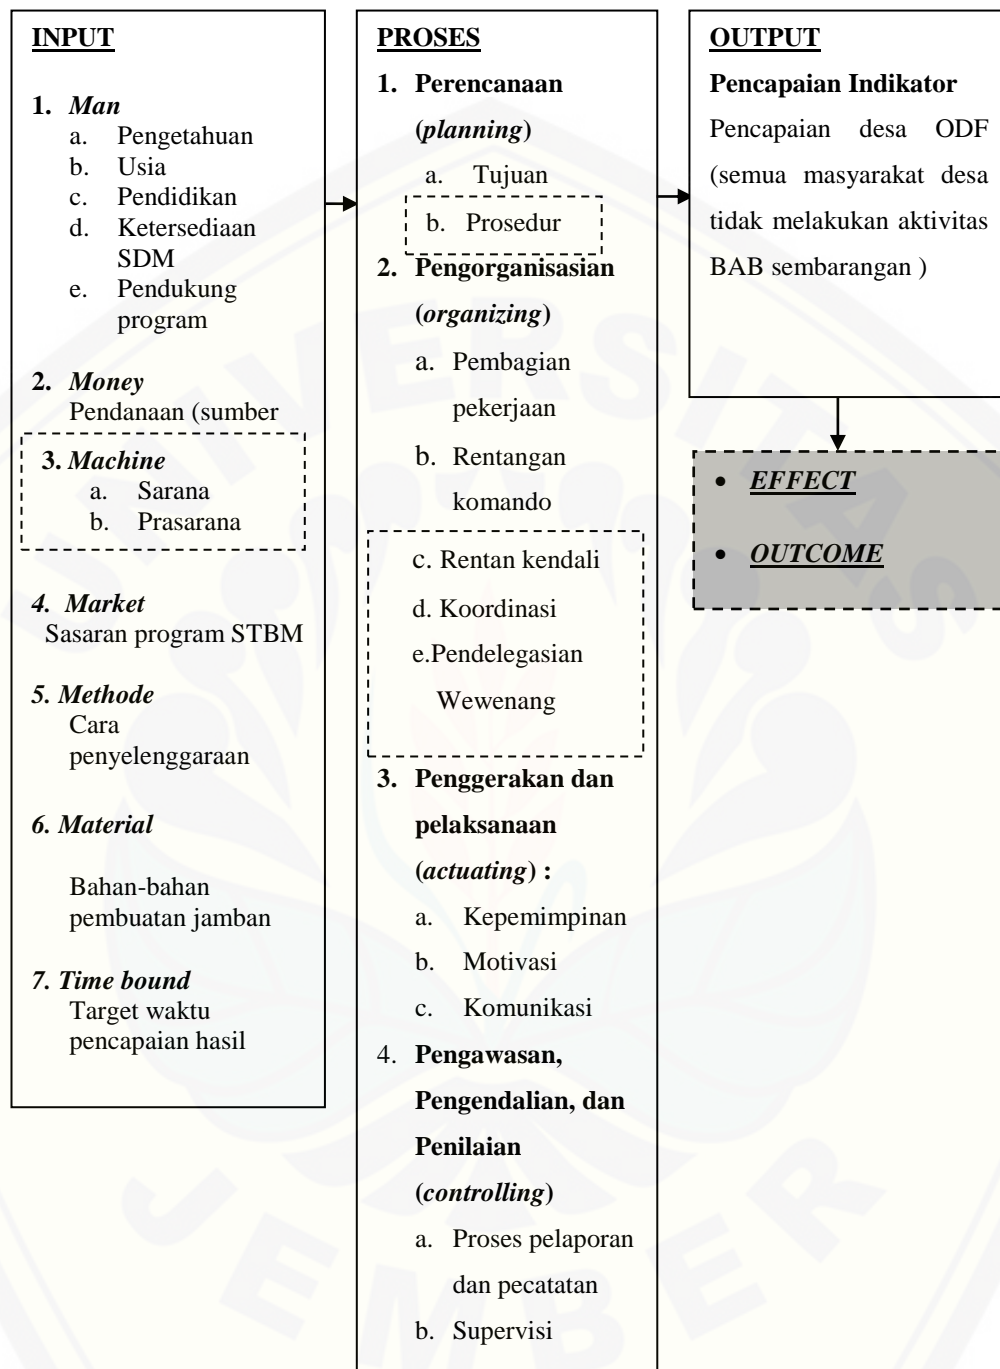 INPUT
1. Man
a. Pengetahuan
b. Usia
c. Pendidikan
d. Ketersediaan
SDM
e. Pendukung
program
2. Money
Pendanaan (sumber
3. Machine
a. Sarana
b. Prasarana
4. Market
Sasaran program STBM
5. Methode
Cara
penyelenggaraan
6. Material
Bahan-bahan
pembuatan jamban
7. Time bound
Target waktu
pencapaian hasil
PROSES
1. Perencanaan
(planning)
a. Tujuan
b. Prosedur
2. Pengorganisasian
(organizing)
a. Pembagian
pekerjaan
b. Rentangan
komando
c. Rentan kendali
d. Koordinasi
e.Pendelegasian
Wewenang
3. Penggerakan dan
pelaksanaan
(actuating) :
a. Kepemimpinan
b. Motivasi
c. Komunikasi
4. Pengawasan,
Pengendalian, dan
Penilaian
(controlling)
a. Proses pelaporan
dan pecatatan
b. Supervisi
OUTPUT
Pencapaian Indikator
Pencapaian desa ODF
(semua masyarakat desa
tidak melakukan aktivitas
BAB sembarangan )
• EFFECT
• OUTCOME
UNIVERSITAS
JEMBER